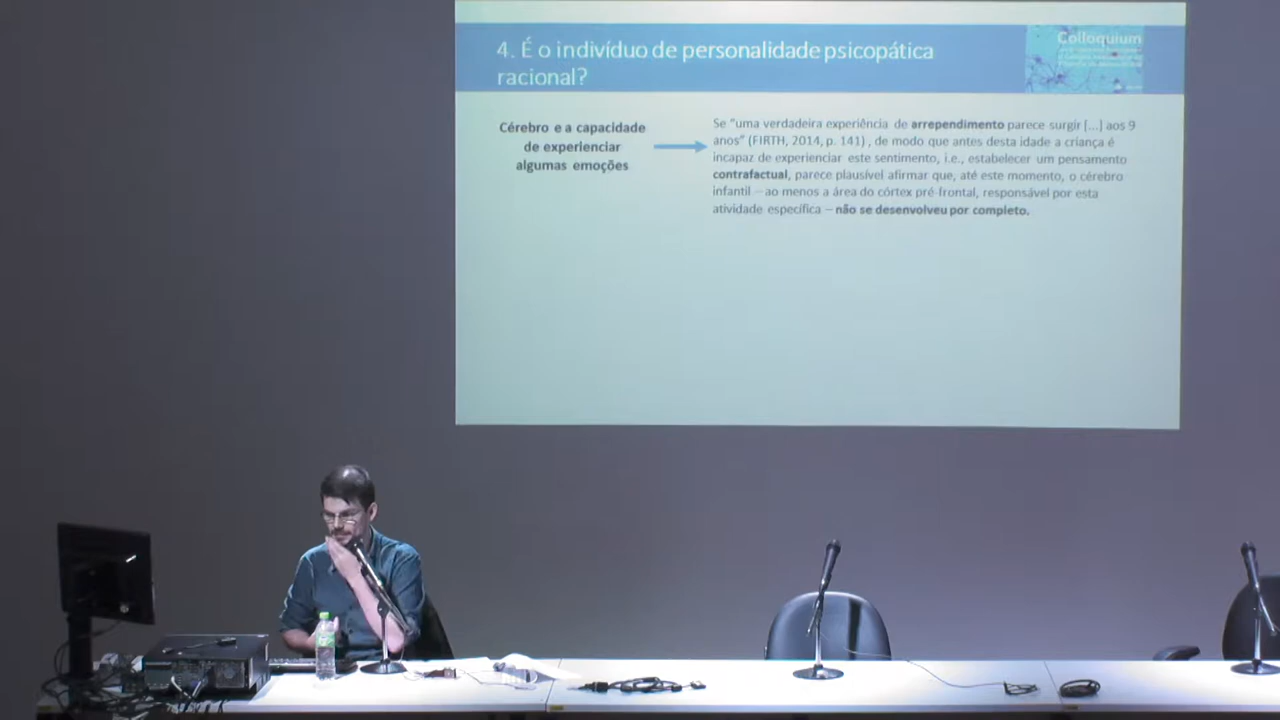 4. É o indivíduo de personalidade psicopática
racional?
Colloquium
Cérebro e a capacidade
de experienciar
algumas emoções
Se "uma verdadeira experiência de arrependimento parece surgir [...] aos 9
anos" (FIRTH, 2014, p. 141) , de modo que antes desta idade a criança é
incapaz de experienciar este sentimento, i.e., estabelecer um pensamento
contrafactual, parece plausível afirmar que, até este momento, o cérebro
infantil – ao menos a área do córtex pré-frontal, responsável por esta
atividade específica – não se desenvolveu por completo.